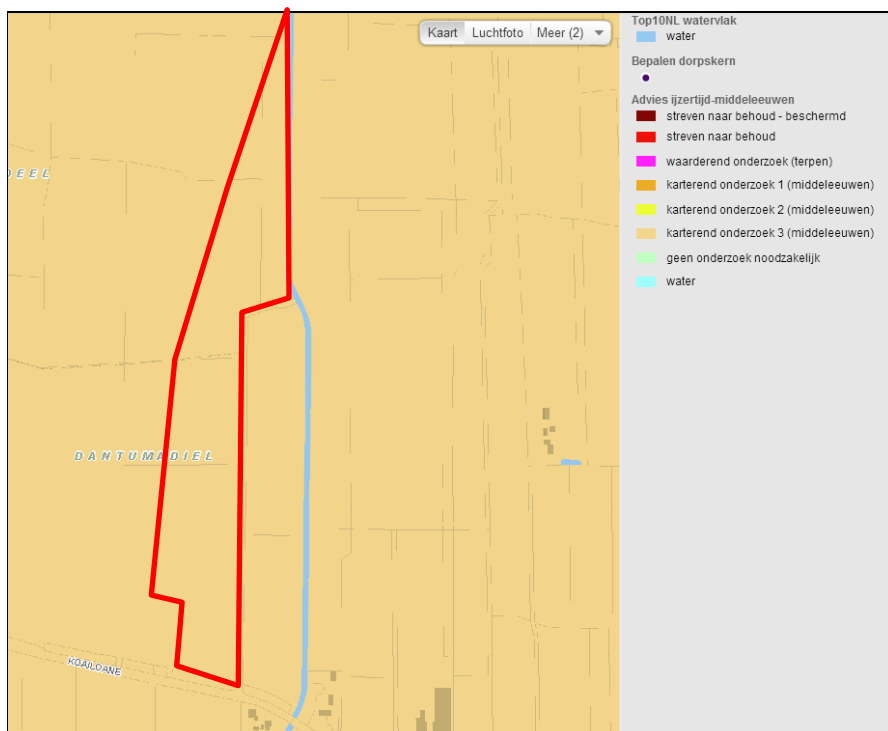 Kaart Luchtfoto Meer (2)
DEEL
DANTUMADIEL
KOAILOANE
Top10NL watervlak
water
Bepalen dorpskern
Advies ijzertijd-middeleeuwen
streven naar behoud - beschermd
streven naar behoud
waarderend onderzoek (terpen)
karterend onderzoek 1 (middeleeuwen)
karterend onderzoek 2 (middeleeuwen)
karterend onderzoek 3 (middeleeuwen)
geen onderzoek noodzakelijk
water